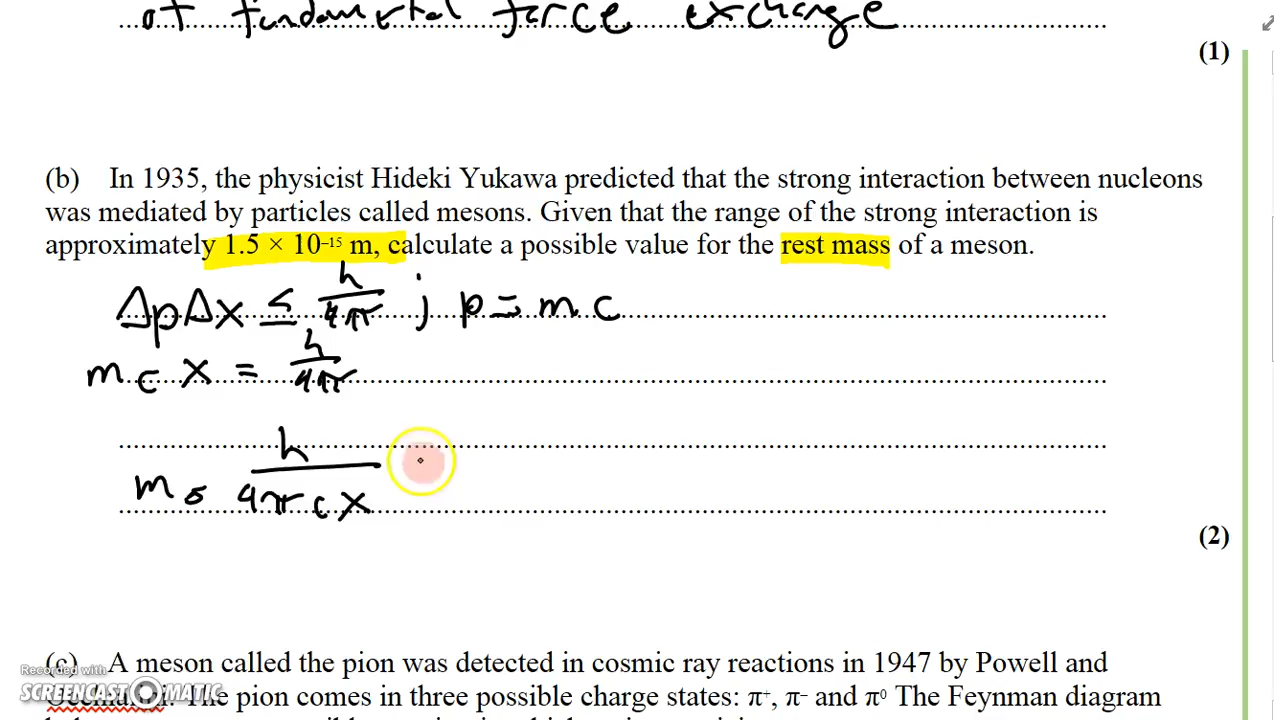 of fundamental force exchange
(1)
(b) In 1935, the physicist Hideki Yukawa predicted that the strong interaction between nucleons
was mediated by particles called mesons. Given that the range of the strong interaction is
approximately 1.5 × 10⁻¹⁵ m, calculate a possible value for the rest mass of a meson.
ΔpΔx ≤ h/4π ; p = mc
mc x = h/4π
m = h/4πcx
(2)
(c) A meson called the pion was detected in cosmic ray reactions in 1947 by Powell and
The pion comes in three possible charge states: π⁺, π⁻ and π⁰ The Feynman diagram
Recorded with
SCREENCAST MATIC